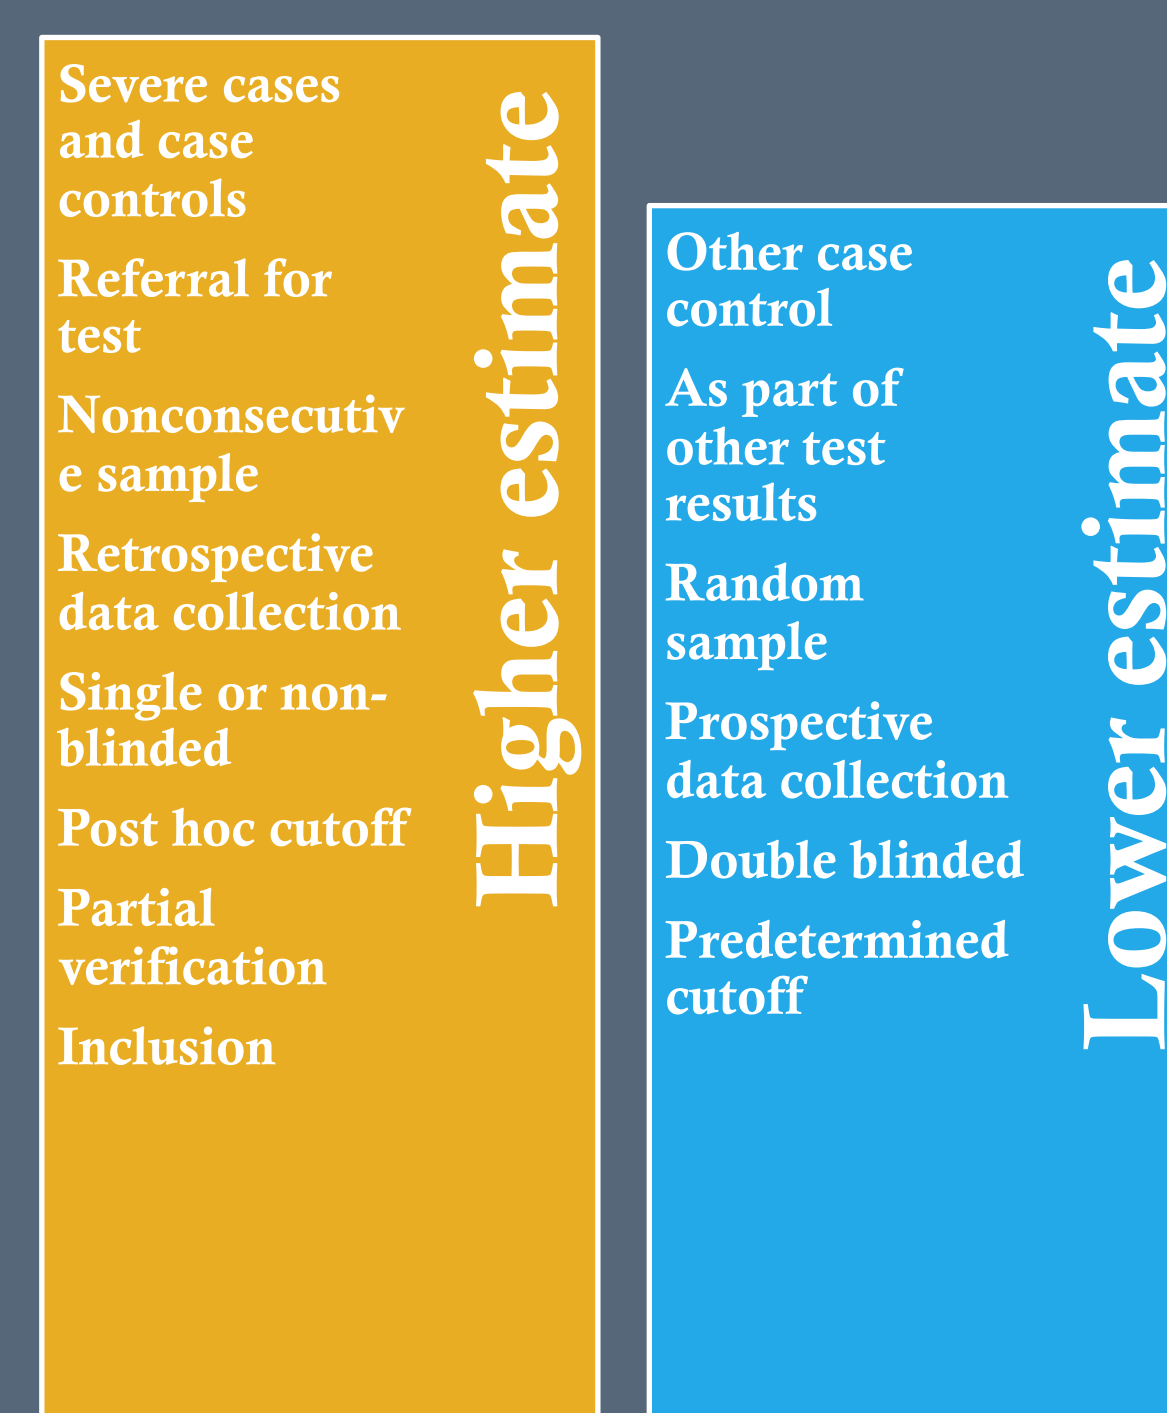 Severe cases
and case
controls
Referral for
test
Nonconsecutiv
e sample
Retrospective
data collection
Single or non-
blinded
Post hoc cutoff
Partial
verification
Inclusion
Higher estimate
Other case
control
As part of
other test
results
Random
sample
Prospective
data collection
Double blinded
Predetermined
cutoff
Lower estimate